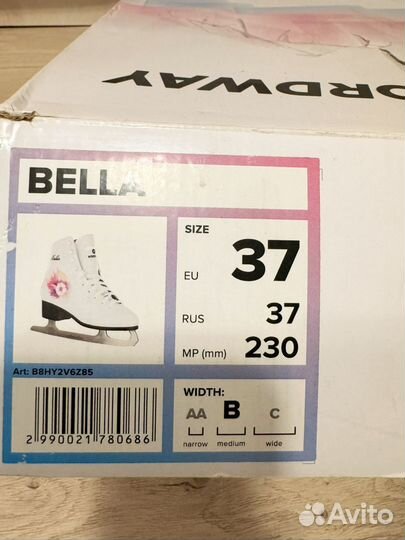 ORDWAY
BELLA
SIZE
EU 37
RUS 37
MP (mm) 230
Art: B8HY2V6Z85
2 990021 780686
WIDTH:
AA B C
narrow medium wide
Avito